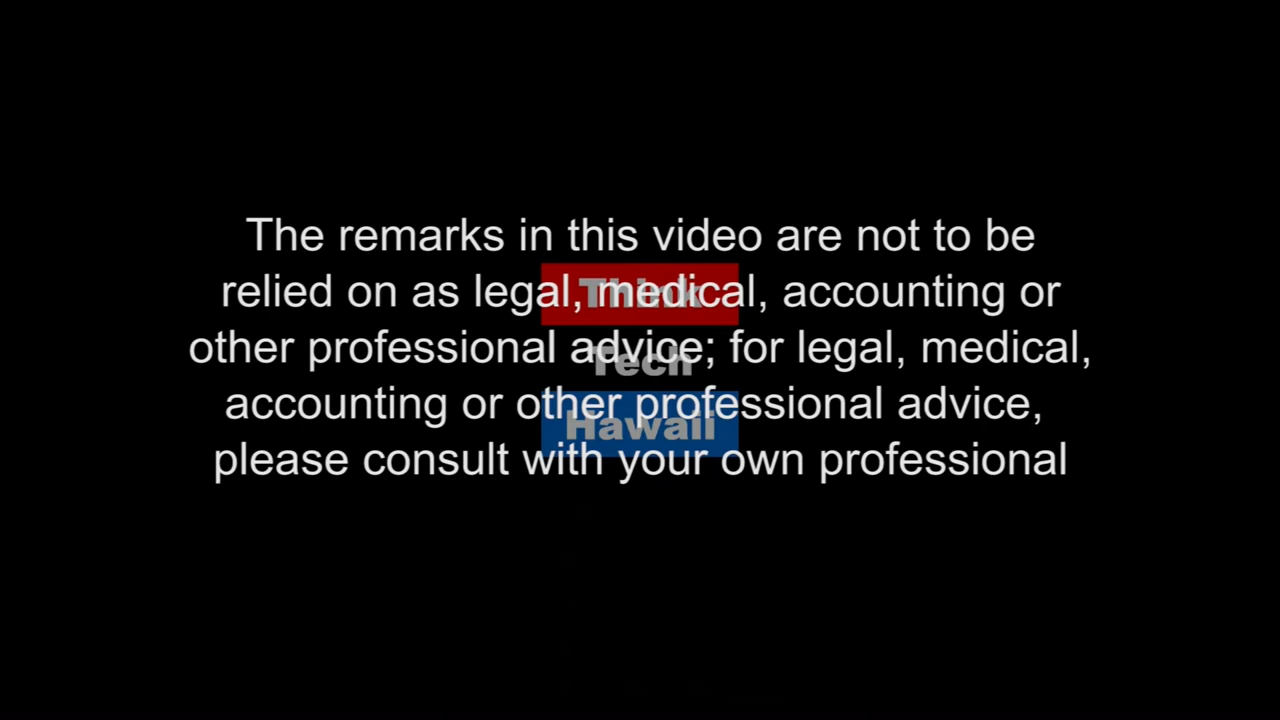 The remarks in this video are not to be
relied on as legal, medical, accounting or
other professional advice; for legal, medical,
accounting or other professional advice,
please consult with your own professional
Think
Tech
Hawaii